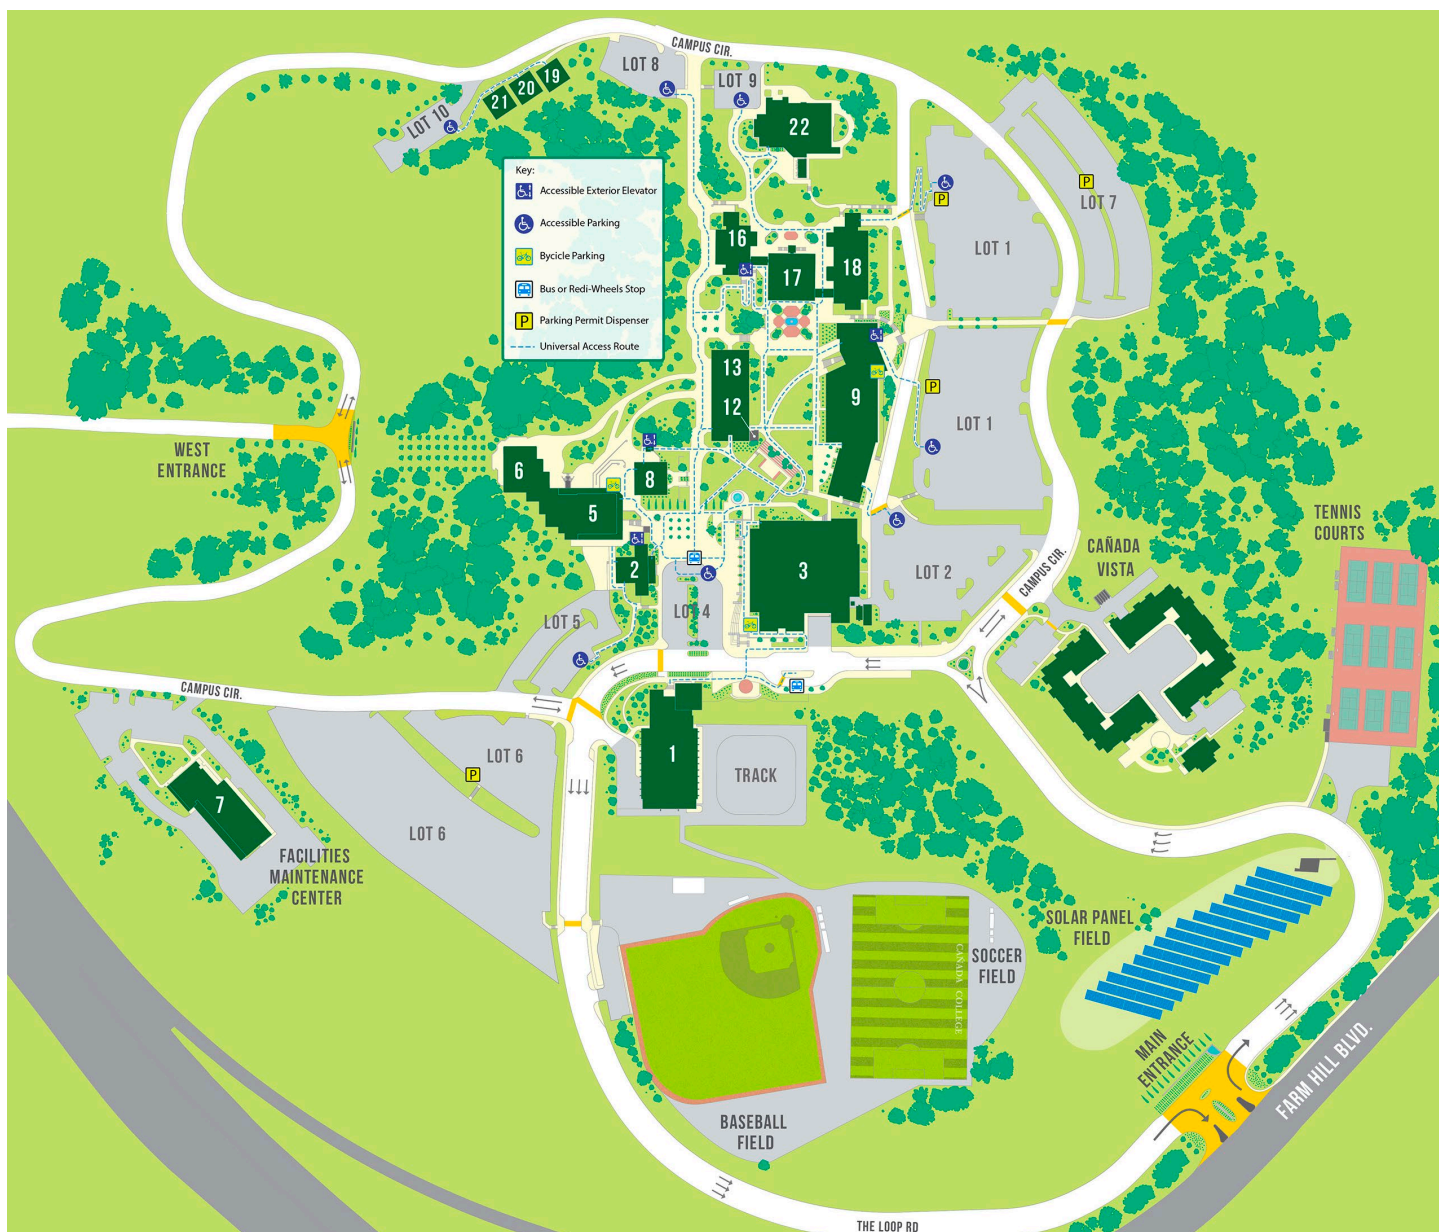 CAMPUS CIR.
LOT 8
LOT 9
19
20
21
LOT 10
22
Key:
Accessible Exterior Elevator
Accessible Parking
Bycicle Parking
Bus or Redi-Wheels Stop
P
Parking Permit Dispenser
Universal Access Route
P
P
LOT 7
LOT 1
16
17
18
13
12
9
P
LOT 1
WEST
ENTRANCE
6
8
5
2
3
LOT 2
LOT 4
LOT 5
CAMPUS CIR.
CAÑADA
VISTA
TENNIS
COURTS
CAMPUS CIR.
1
TRACK
LOT 6
P
LOT 6
7
FACILITIES
MAINTENANCE
CENTER
SOLAR PANEL
FIELD
SOCCER
FIELD
CAÑADA COLLEGE
MAIN
ENTRANCE
FARM HILL BLVD.
BASEBALL
FIELD
THE LOOP RD